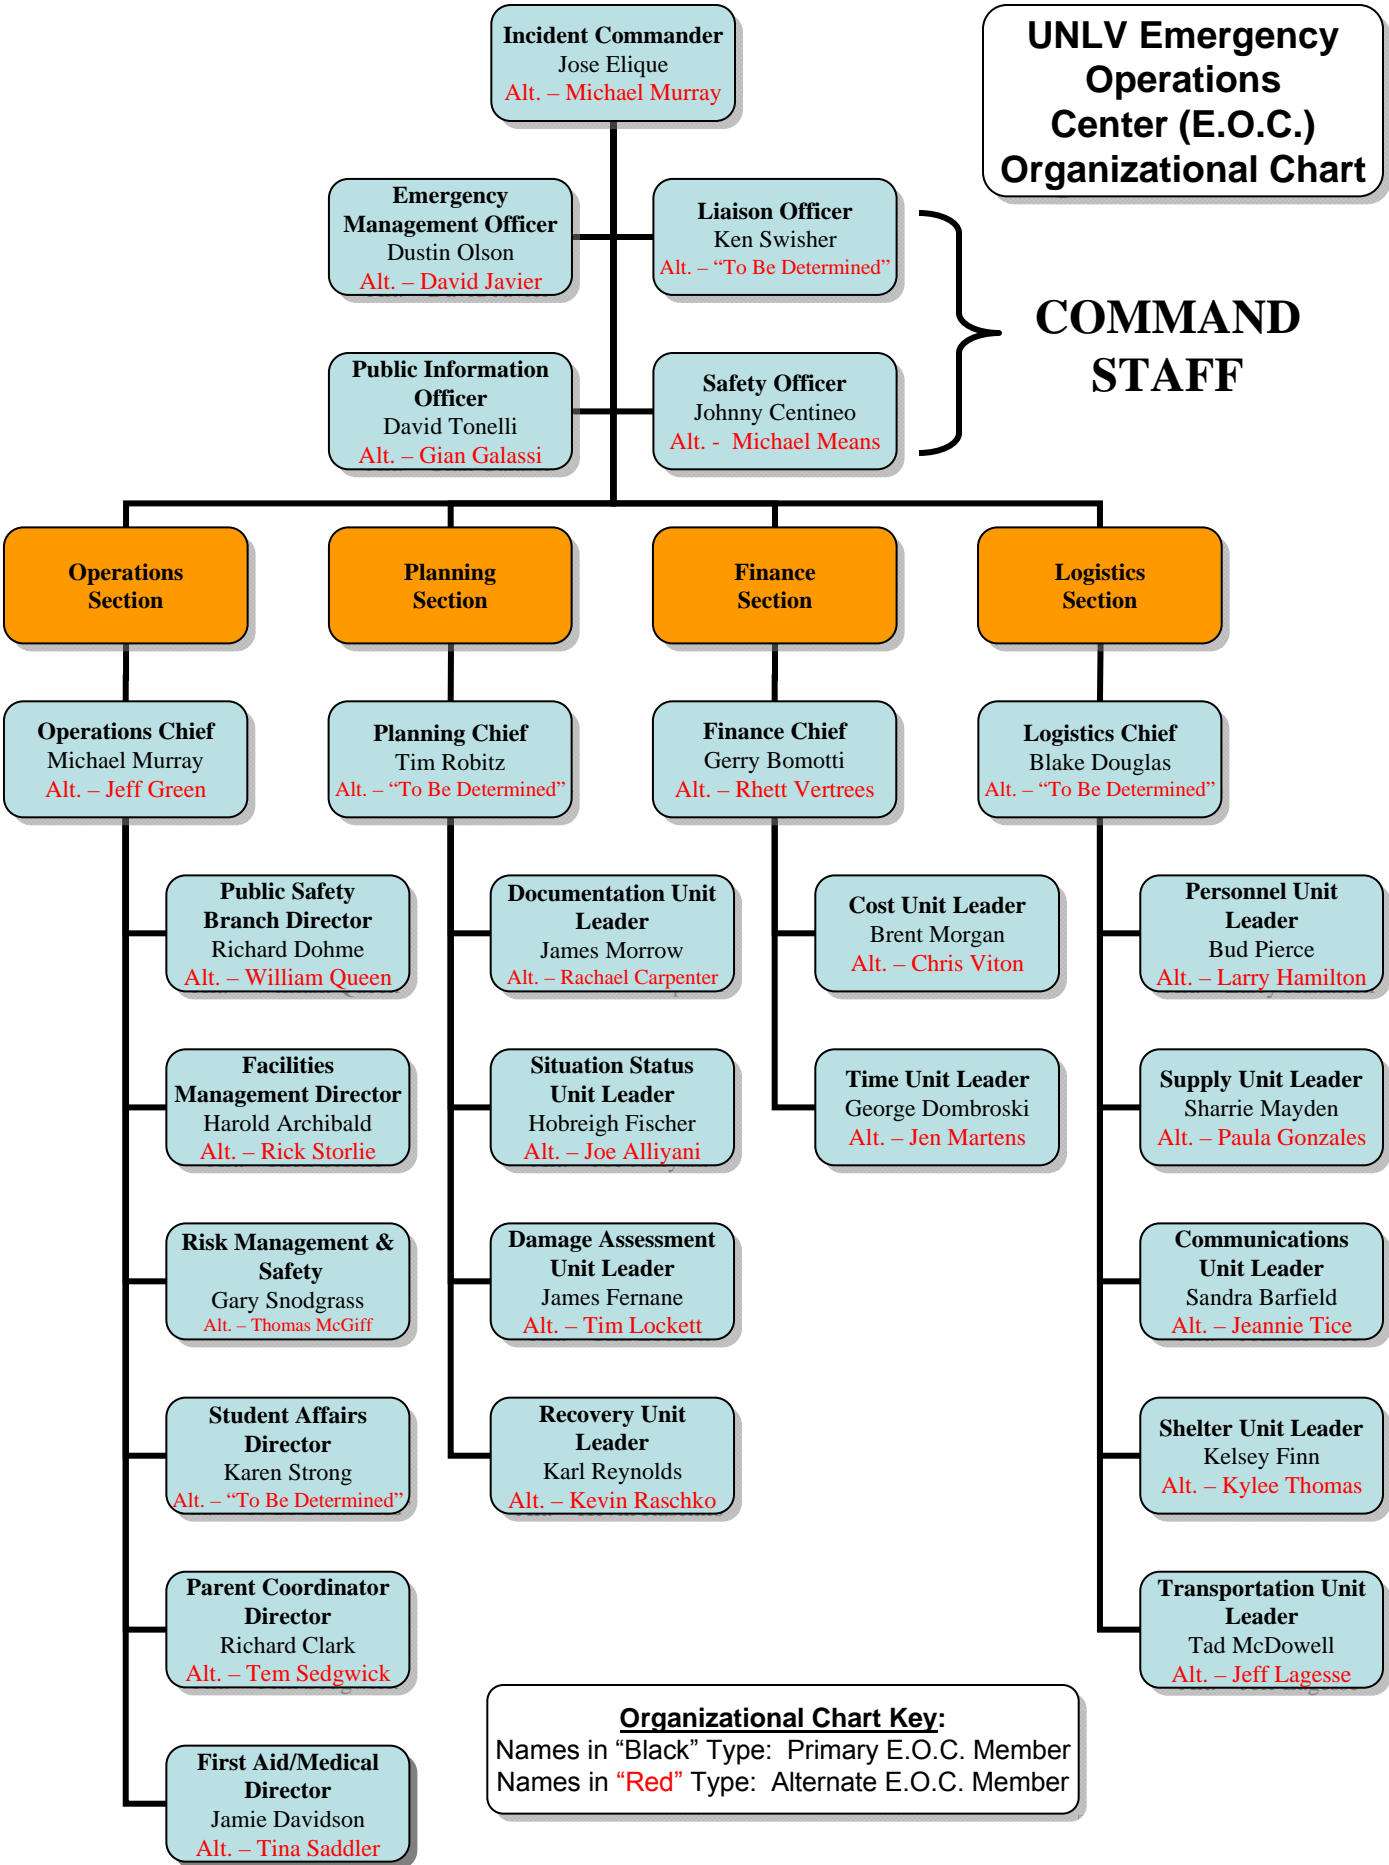 Incident Commander
Jose Elique
Alt. – Michael Murray
UNLV Emergency
Operations
Center (E.O.C.)
Organizational Chart
Emergency
Management Officer
Dustin Olson
Alt. – David Javier
Liaison Officer
Ken Swisher
Alt. – “To Be Determined”
COMMAND
STAFF
Public Information
Officer
David Tonelli
Alt. – Gian Galassi
Safety Officer
Johnny Centineo
Alt. - Michael Means
Operations
Section
Planning
Section
Finance
Section
Logistics
Section
Operations Chief
Michael Murray
Alt. – Jeff Green
Planning Chief
Tim Robitz
Alt. – “To Be Determined”
Finance Chief
Gerry Bomotti
Alt. – Rhett Vertrees
Logistics Chief
Blake Douglas
Alt. – “To Be Determined”
Public Safety
Branch Director
Richard Dohme
Alt. – William Queen
Documentation Unit
Leader
James Morrow
Alt. – Rachael Carpenter
Cost Unit Leader
Brent Morgan
Alt. – Chris Viton
Personnel Unit
Leader
Bud Pierce
Alt. – Larry Hamilton
Facilities
Management Director
Harold Archibald
Alt. – Rick Storlie
Situation Status
Unit Leader
Hobreigh Fischer
Alt. – Joe Alliyani
Time Unit Leader
George Dombroski
Alt. – Jen Martens
Supply Unit Leader
Sharrie Mayden
Alt. – Paula Gonzales
Risk Management &
Safety
Gary Snodgrass
Alt. – Thomas McGiff
Damage Assessment
Unit Leader
James Fernane
Alt. – Tim Lockett
Communications
Unit Leader
Sandra Barfield
Alt. – Jeannie Tice
Student Affairs
Director
Karen Strong
Alt. – “To Be Determined”
Recovery Unit
Leader
Karl Reynolds
Alt. – Kevin Raschko
Shelter Unit Leader
Kelsey Finn
Alt. – Kylee Thomas
Parent Coordinator
Director
Richard Clark
Alt. – Tem Sedgwick
Transportation Unit
Leader
Tad McDowell
Alt. – Jeff Lagesse
First Aid/Medical
Director
Jamie Davidson
Alt. – Tina Saddler
Organizational Chart Key:
Names in “Black” Type: Primary E.O.C. Member
Names in “Red” Type: Alternate E.O.C. Member